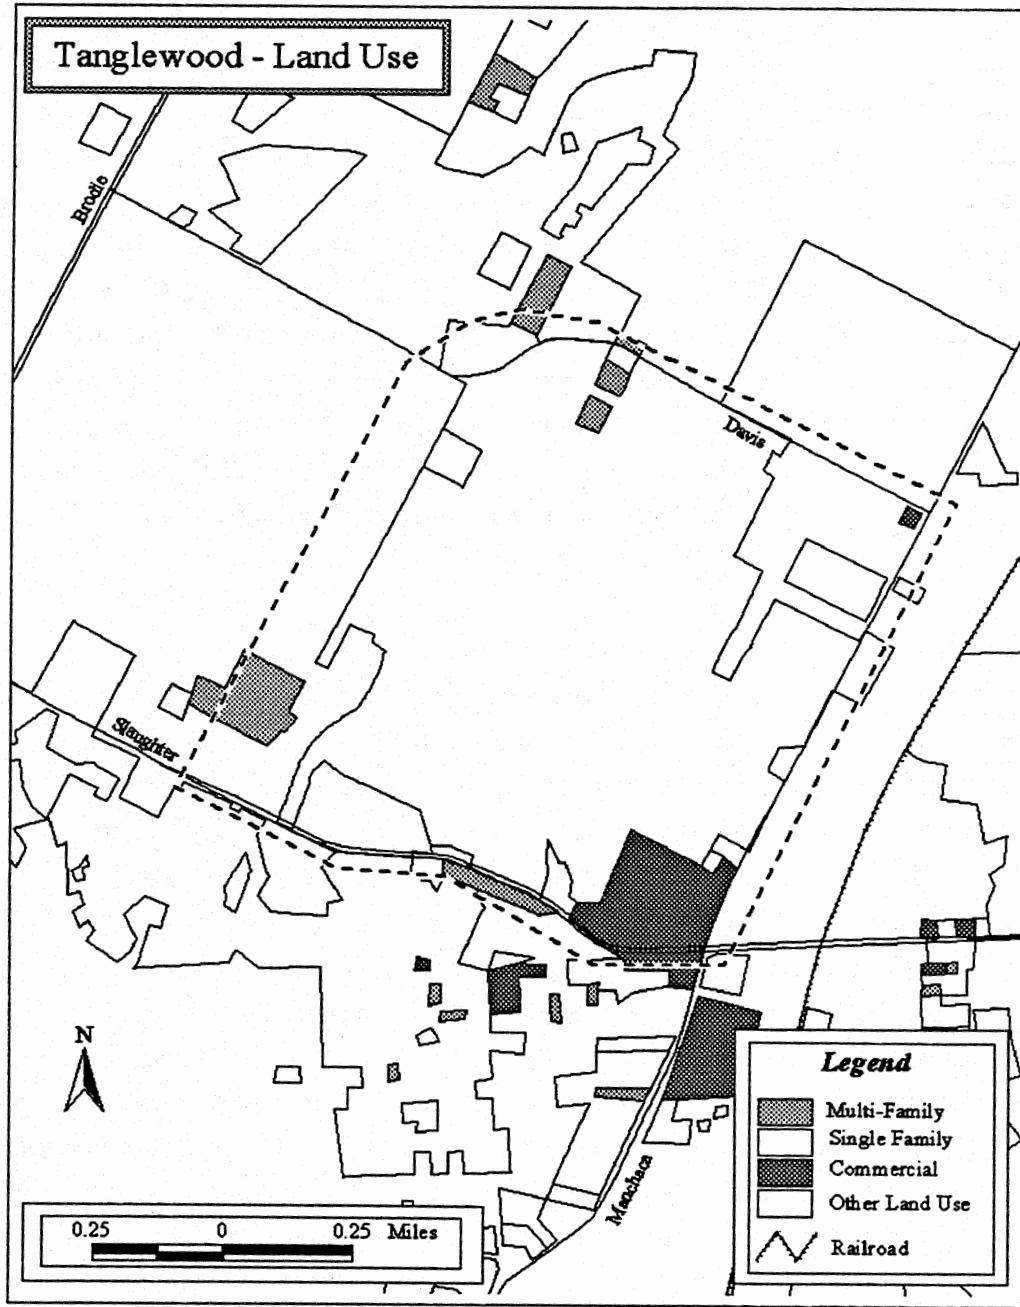 Tanglewood - Land Use
Brodie
Davis
Slaughter
N
Manchaca
Legend
Multi-Family
Single Family
Commercial
Other Land Use
Railroad
0.25 0 0.25 Miles